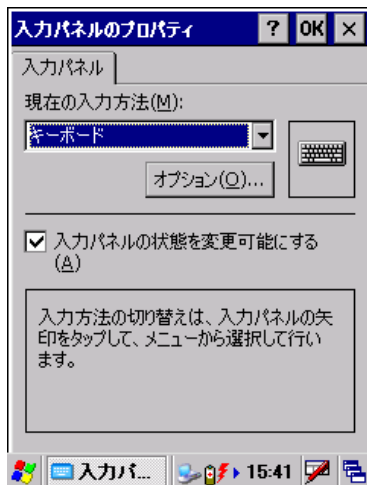 入力パネルのプロパティ ? OK ×
入力パネル
現在の入力方法(M):
キーボード
オプション(O)...
入力パネルの状態を変更可能にする
(A)
入力方法の切り替えは、入力パネルの矢
印をタップして、メニューから選択して行い
ます。
入力パ... 15:41